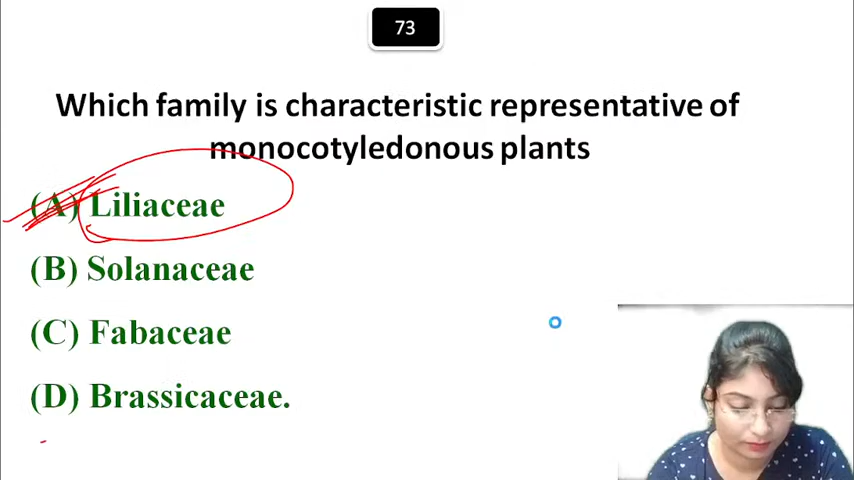 73
Which family is characteristic representative of
monocotyledonous plants
(A) Liliaceae
(B) Solanaceae
(C) Fabaceae
(D) Brassicaceae.